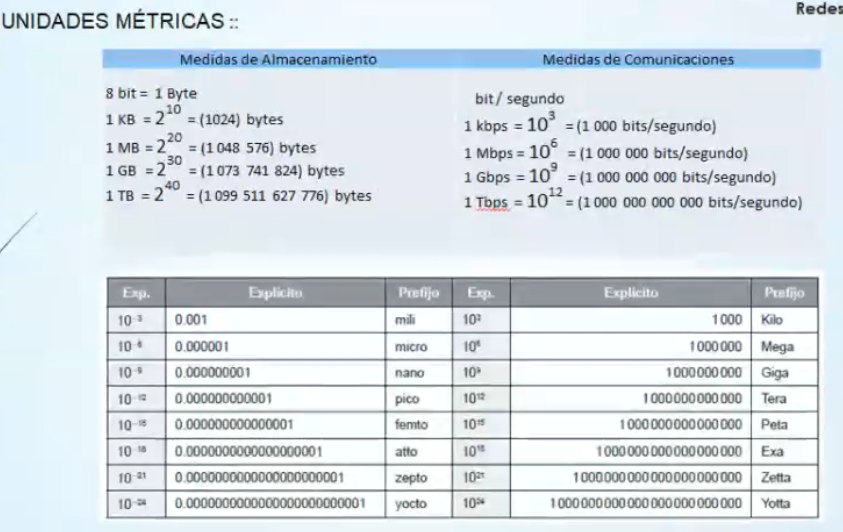 Redes
UNIDADES MÉTRICAS ::
Medidas de Almacenamiento
8 bit = 1 Byte
1 KB = 2^10 = (1024) bytes
1 MB = 2^20 = (1 048 576) bytes
1 GB = 2^30 = (1 073 741 824) bytes
1 TB = 2^40 = (1 099 511 627 776) bytes
Medidas de Comunicaciones
bit / segundo
1 kbps = 10^3 = (1 000 bits/segundo)
1 Mbps = 10^6 = (1 000 000 bits/segundo)
1 Gbps = 10^9 = (1 000 000 000 bits/segundo)
1 Tbps = 10^12 = (1 000 000 000 000 bits/segundo)
Exp. Explícito Prefijo Exp. Explícito Prefijo
10^-3 0.001 mili 10^3 1000 Kilo
10^-6 0.000001 micro 10^6 1000000 Mega
10^-9 0.000000001 nano 10^9 1000000000 Giga
10^-12 0.000000000001 pico 10^12 1000000000000 Tera
10^-15 0.000000000000001 femto 10^15 1000000000000000 Peta
10^-18 0.000000000000000001 atto 10^18 1000000000000000000 Exa
10^-21 0.000000000000000000001 zepto 10^21 1000000000000000000000 Zetta
10^-24 0.000000000000000000000001 yocto 10^24 1000000000000000000000000 Yotta